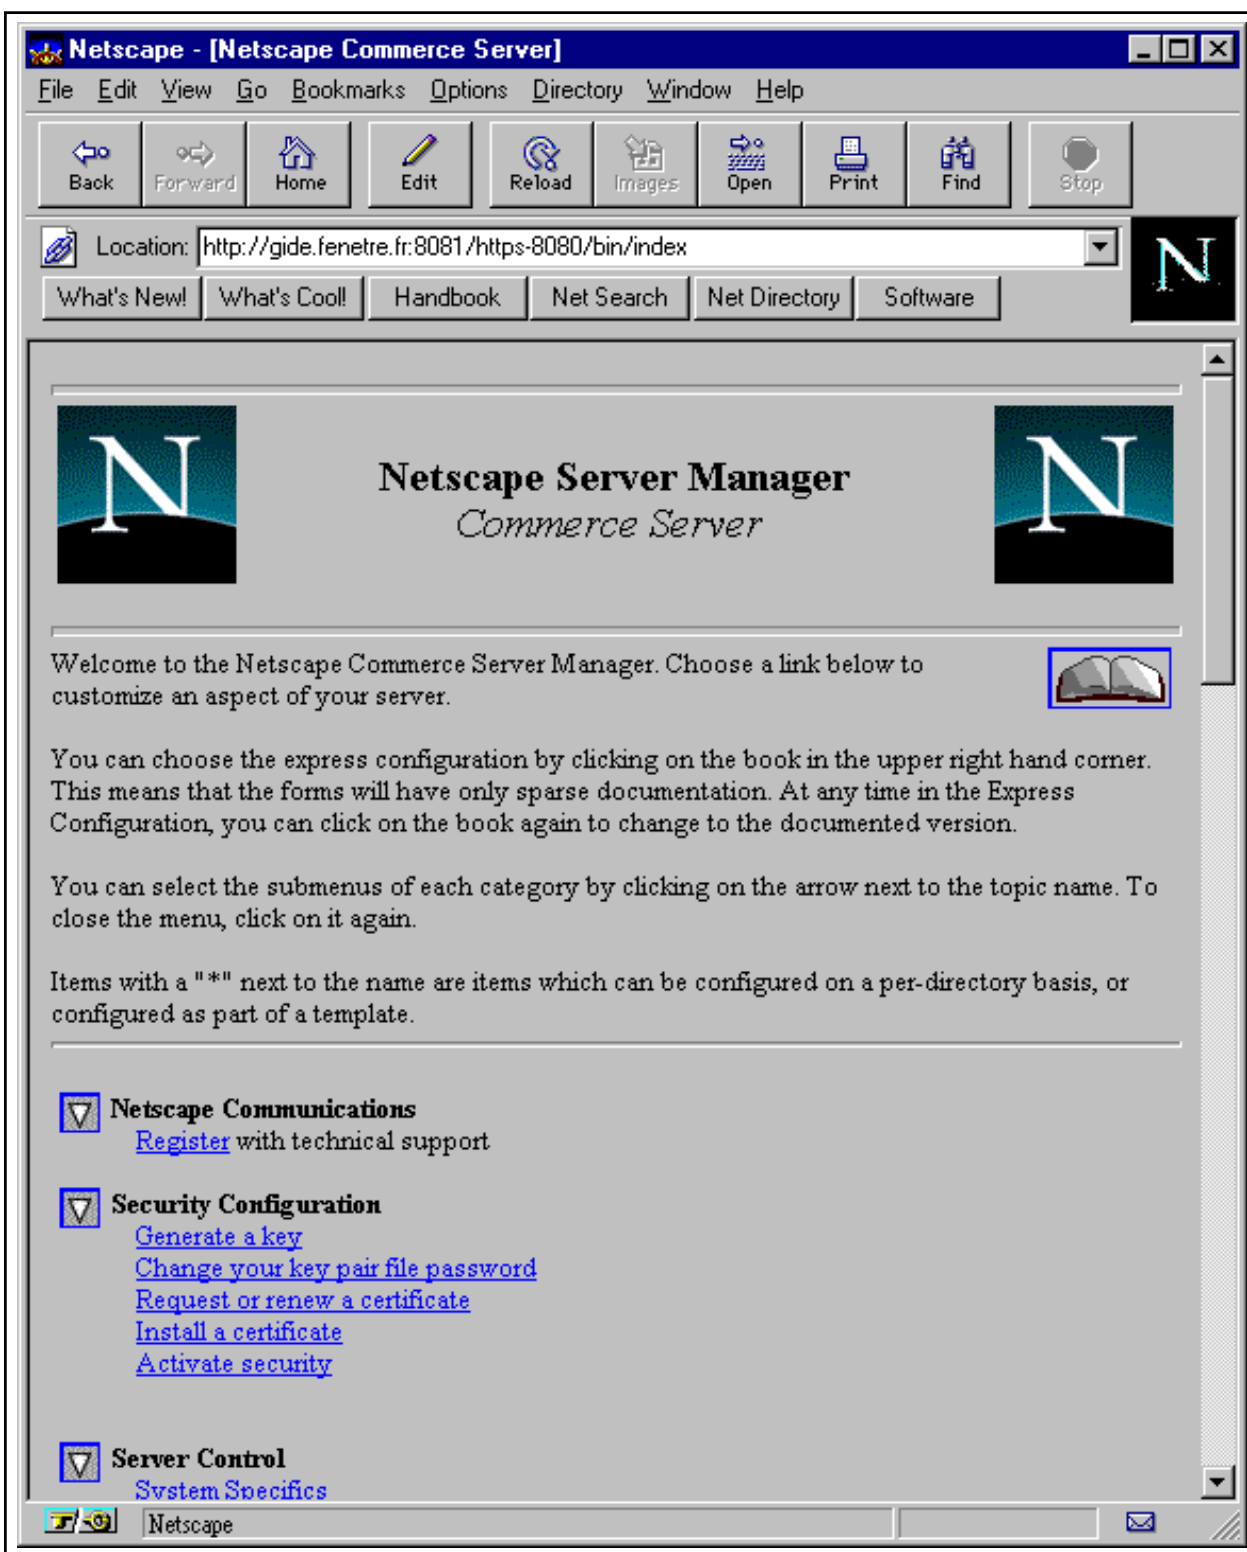 Netscape - [Netscape Commerce Server]
File Edit View Go Bookmarks Options Directory Window Help
Back Forward Home Edit Reload Images Open Print Find Stop
Location: http://gide.fenetre.fr:8081/https-8080/bin/index
N
What's New! What's Cool! Handbook Net Search Net Directory Software
N
Netscape Server Manager
Commerce Server
N
Welcome to the Netscape Commerce Server Manager. Choose a link below to
customize an aspect of your server.
You can choose the express configuration by clicking on the book in the upper right hand corner.
This means that the forms will have only sparse documentation. At any time in the Express
Configuration, you can click on the book again to change to the documented version.
You can select the submenus of each category by clicking on the arrow next to the topic name. To
close the menu, click on it again.
Items with a "*" next to the name are items which can be configured on a per-directory basis, or
configured as part of a template.
Netscape Communications
Register with technical support
Security Configuration
Generate a key
Change your key pair file password
Request or renew a certificate
Install a certificate
Activate security
Server Control
System Specifics
Netscape